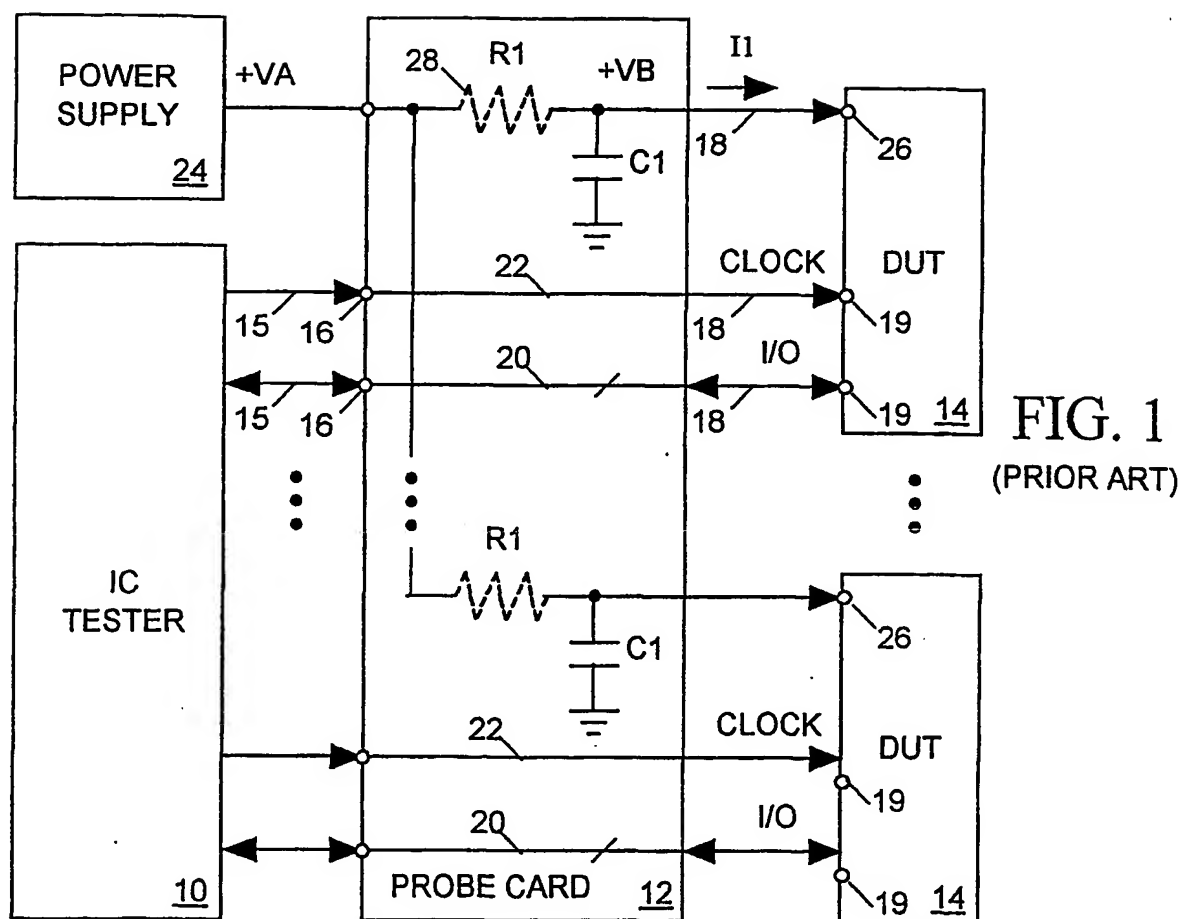 POWER SUPPLY
24
+VA
28
R1
+VB
I1
18
26
C1
22
CLOCK
DUT
15
16
18
19
20
I/O
15
16
18
19
14
FIG. 1
(PRIOR ART)
R1
IC TESTER
26
C1
22
CLOCK
DUT
19
20
I/O
10
PROBE CARD
12
19
14